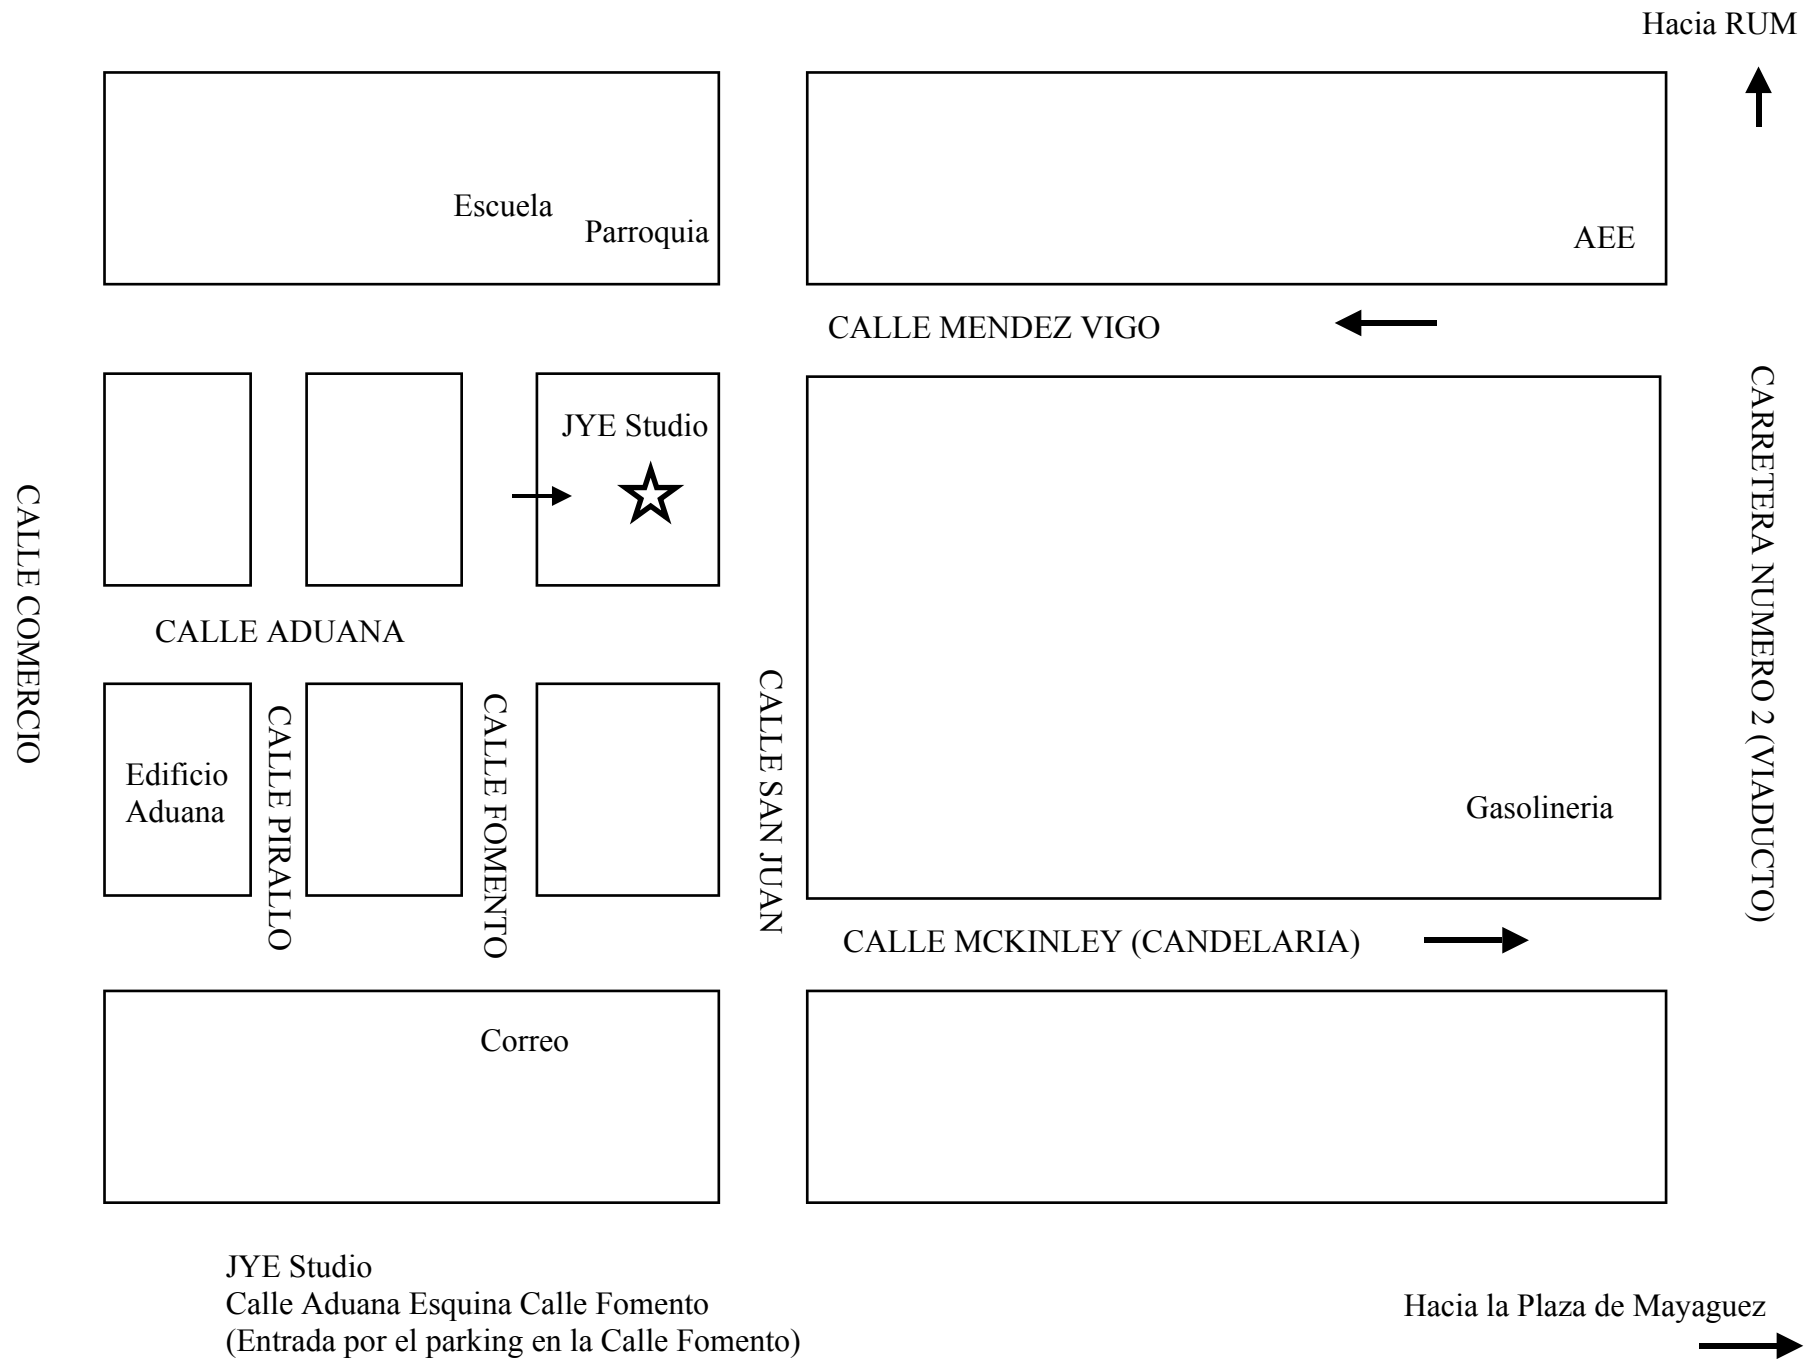 Hacia RUM
Escuela
Parroquia
AEE
CALLE MENDEZ VIGO
JYE Studio
CALLE COMERCIO
CALLE ADUANA
CARRETERA NUMERO 2 (VIADUCTO)
Edificio
Aduana
CALLE PIRALLO
CALLE FOMENTO
CALLE SAN JUAN
Gasolineria
CALLE MCKINLEY (CANDELARIA)
Correo
JYE Studio
Calle Aduana Esquina Calle Fomento
(Entrada por el parking en la Calle Fomento)
Hacia la Plaza de Mayaguez